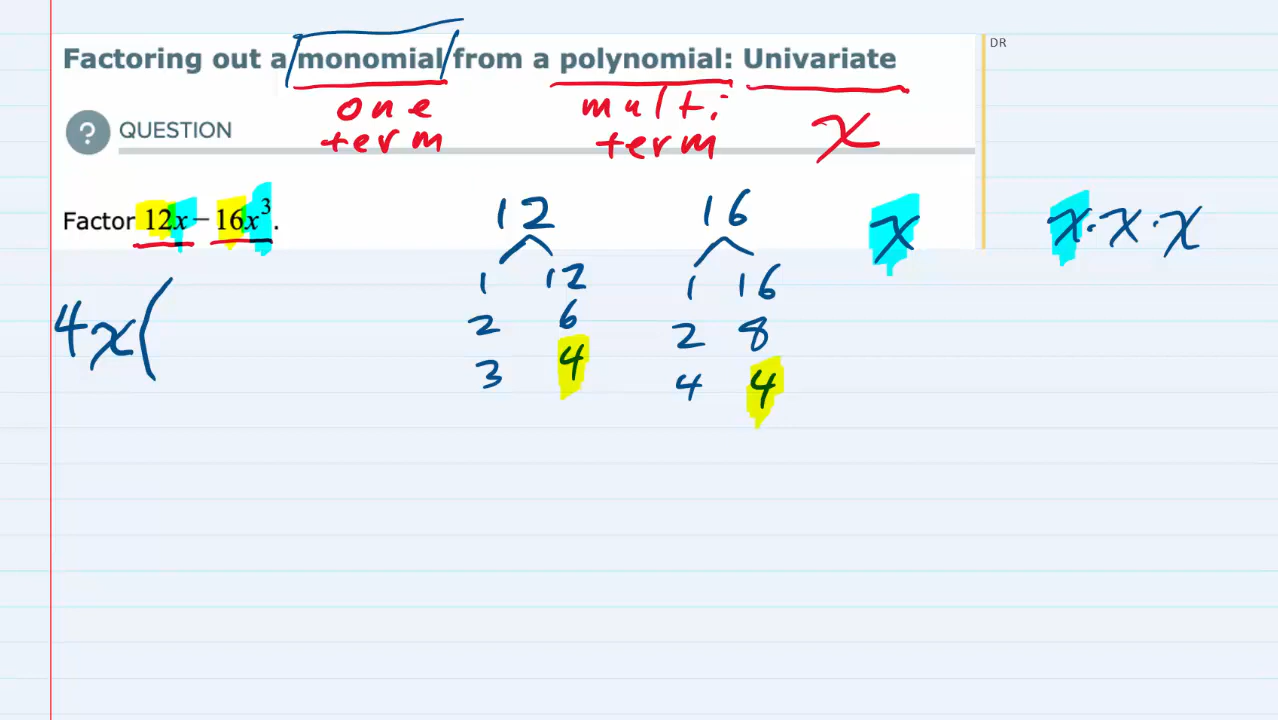 Factoring out a monomial from a polynomial: Univariate
DR
one term
multi term
x
? QUESTION
Factor 12x − 16x³.
12
1 12
2 6
3 4
16
1 16
2 8
4 4
x
x·x·x
4x(